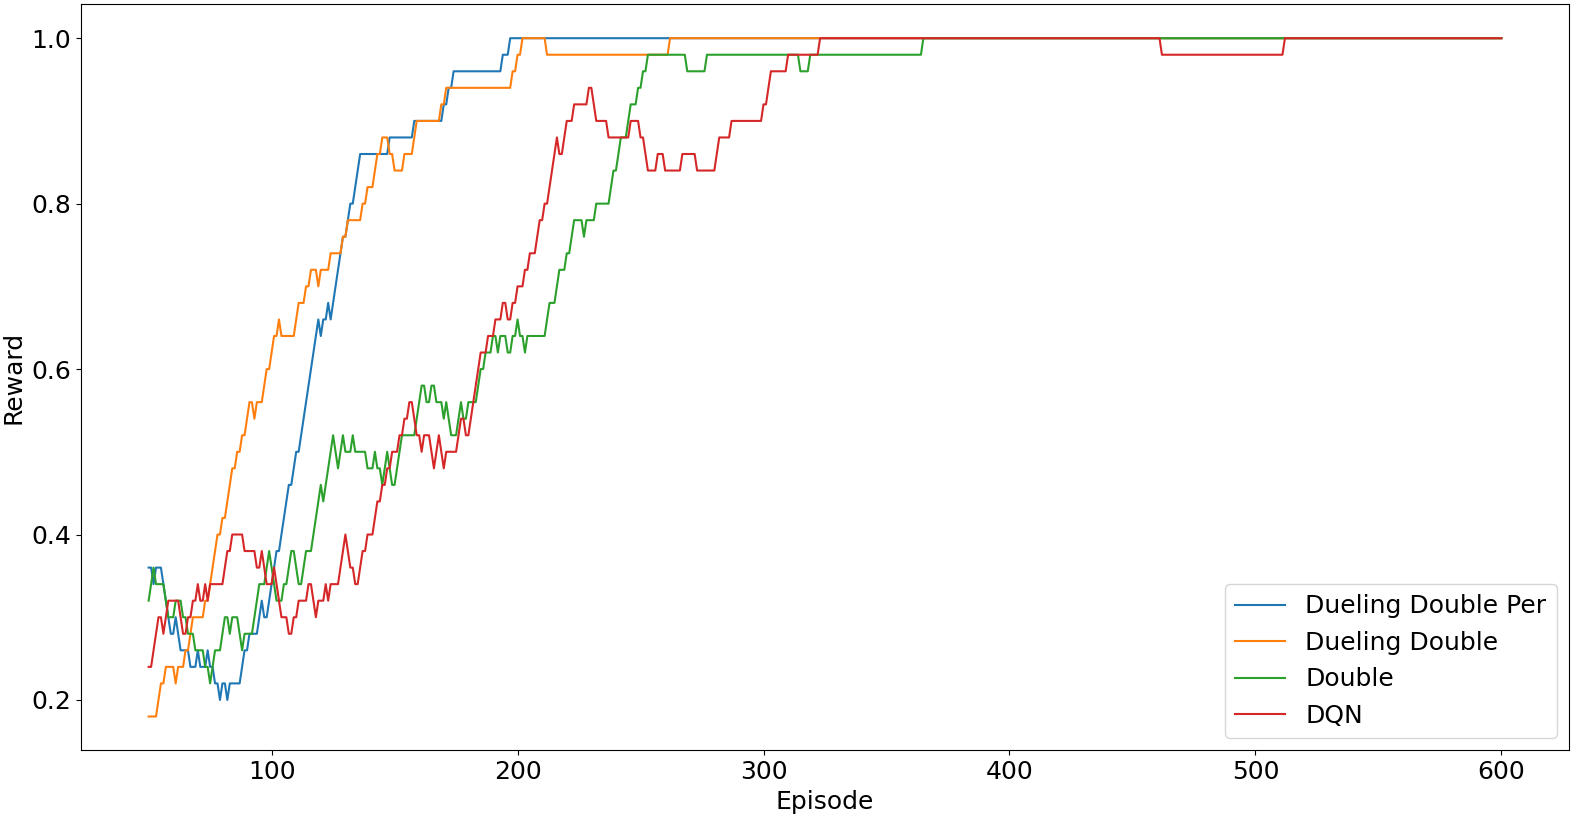 1.0
0.8
0.6
0.4
0.2
Reward
100 200 300 400 500 600
Episode
Dueling Double Per
Dueling Double
Double
DQN